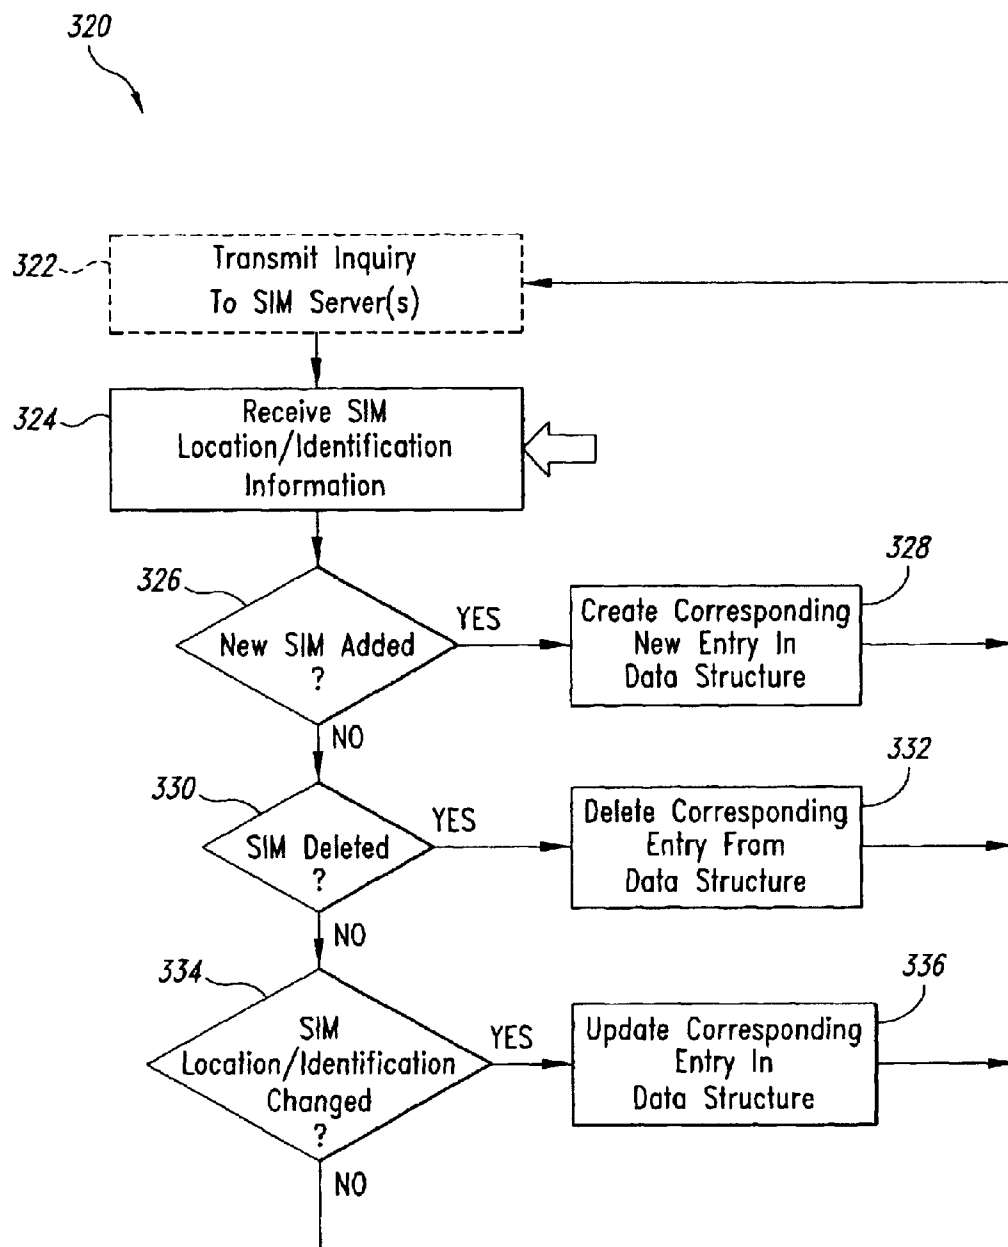 320
322
Transmit Inquiry
To SIM Server(s)
324
Receive SIM
Location/Identification
Information
326
New SIM Added
?
YES
328
Create Corresponding
New Entry In
Data Structure
NO
330
SIM Deleted
?
YES
332
Delete Corresponding
Entry From
Data Structure
NO
334
SIM
Location/Identification
Changed
?
YES
336
Update Corresponding
Entry In
Data Structure
NO